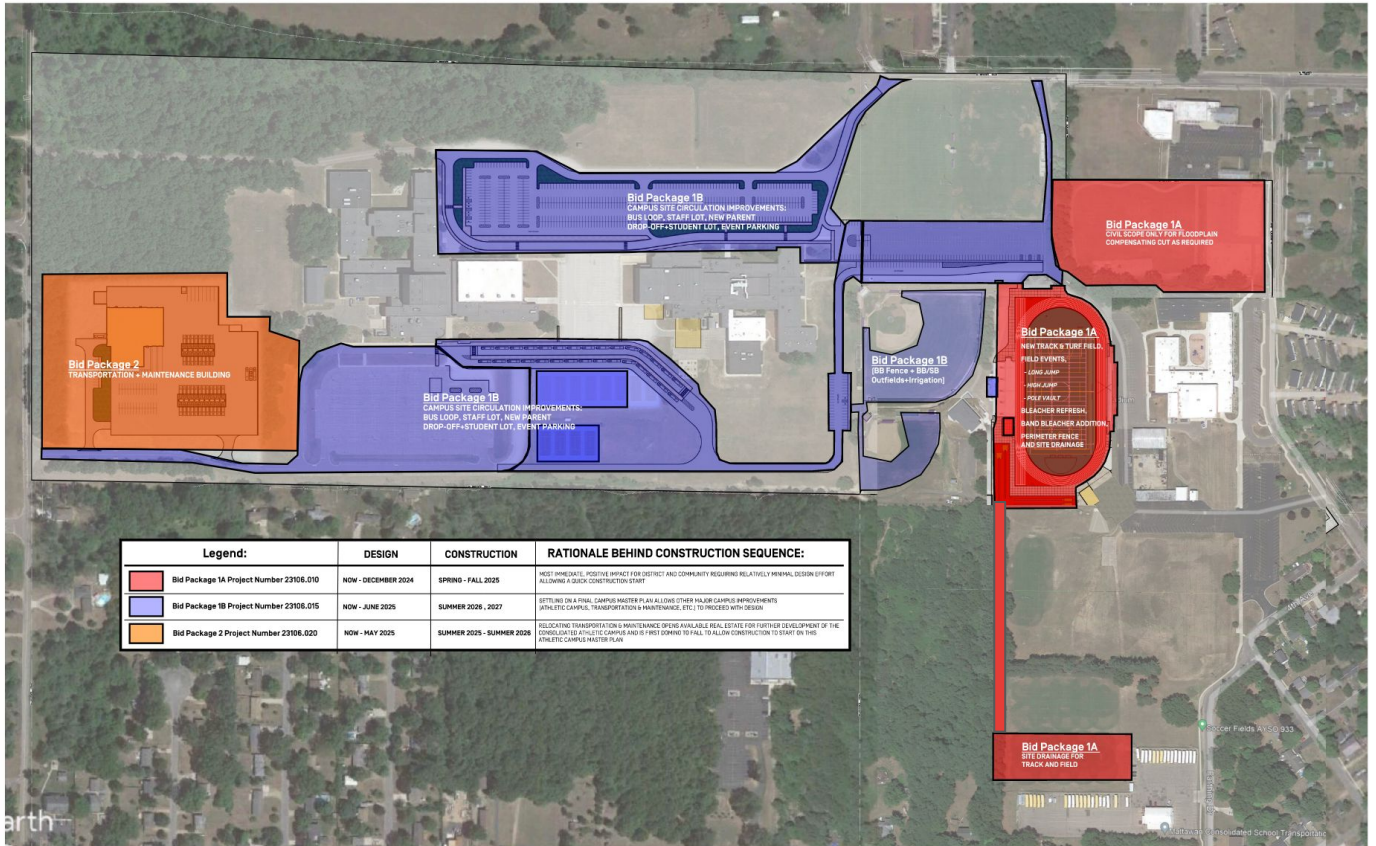 Bid Package 1B
CAMPUS SITE CIRCULATION IMPROVEMENTS:
BUS LOOP, STAFF LOT, NEW PARENT
DROP-OFF+STUDENT LOT, EVENT PARKING
Bid Package 1A
CIVIL SCOPE ONLY FOR FLOODPLAIN
COMPENSATING CUT AS REQUIRED
Bid Package 2
TRANSPORTATION + MAINTENANCE BUILDING
Bid Package 1B
CAMPUS SITE CIRCULATION IMPROVEMENTS:
BUS LOOP, STAFF LOT, NEW PARENT
DROP-OFF+STUDENT LOT, EVENT PARKING
Bid Package 1B
(BB Fence + BB/SB
Outfields+Irrigation)
Bid Package 1A
NEW TRACK & TURF FIELD,
FIELD EVENTS,
- LONG JUMP
- HIGH JUMP
- POLE VAULT
BLEACHER REFRESH,
BAND BLEACHER ADDITION,
PERIMETER FENCE
AND SITE DRAINAGE
Legend: DESIGN CONSTRUCTION RATIONALE BEHIND CONSTRUCTION SEQUENCE:
Bid Package 1A Project Number 23106.010 NOW - DECEMBER 2024 SPRING - FALL 2025
MOST IMMEDIATE, POSITIVE IMPACT FOR DISTRICT AND COMMUNITY REQUIRING RELATIVELY MINIMAL DESIGN EFFORT
ALLOWING A QUICK CONSTRUCTION START
Bid Package 1B Project Number 23106.015 NOW - JUNE 2025 SUMMER 2026 , 2027
SETTLING ON A FINAL CAMPUS MASTER PLAN ALLOWS OTHER MAJOR CAMPUS IMPROVEMENTS
(ATHLETIC CAMPUS, TRANSPORTATION & MAINTENANCE, ETC.) TO PROCEED WITH DESIGN
Bid Package 2 Project Number 23106.020 NOW - MAY 2025 SUMMER 2025 - SUMMER 2026
RELOCATING TRANSPORTATION & MAINTENANCE OPENS AVAILABLE REAL ESTATE FOR FURTHER DEVELOPMENT OF THE
CONSOLIDATED ATHLETIC CAMPUS AND IS FIRST DOMINO TO FALL TO ALLOW CONSTRUCTION TO START ON THIS
ATHLETIC CAMPUS MASTER PLAN
Soccer Fields AYSO 933
Bid Package 1A
SITE DRAINAGE FOR
TRACK AND FIELD
Mattawan Consolidated School Transportatic
arth